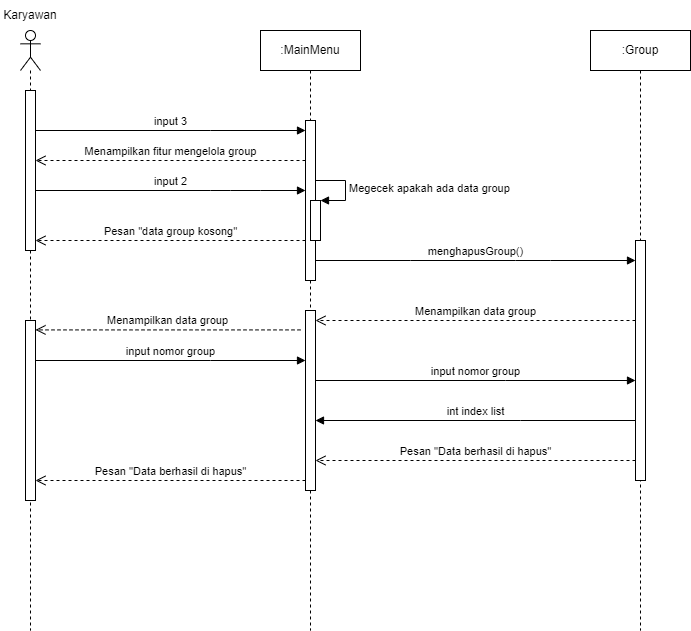 Karyawan
:MainMenu
:Group
input 3
Menampilkan fitur mengelola group
input 2
Megecek apakah ada data group
Pesan "data group kosong"
menghapusGroup()
Menampilkan data group
Menampilkan data group
input nomor group
input nomor group
int index list
Pesan "Data berhasil di hapus"
Pesan "Data berhasil di hapus"